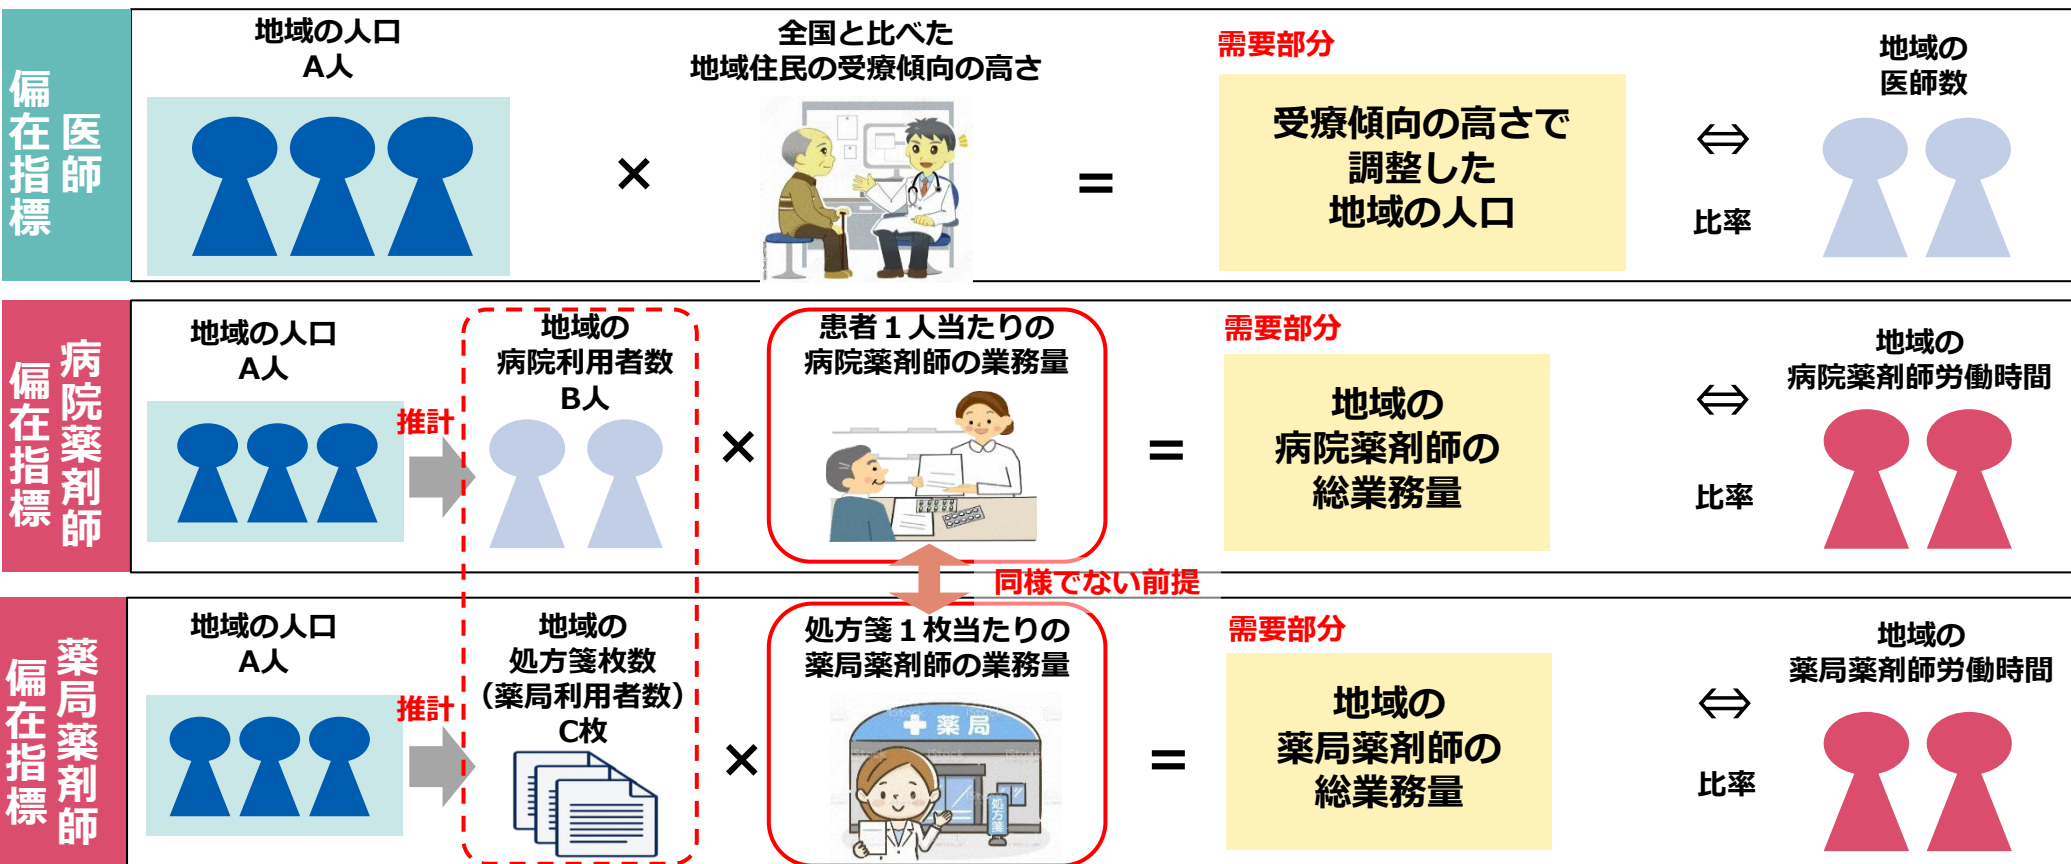 医師
偏在指標
地域の人口
A人
×
全国と比べた
地域住民の受療傾向の高さ
=
需要部分
受療傾向の高さで
調整した
地域の人口
⇔
比率
地域の
医師数
病院薬剤師
偏在指標
地域の人口
A人
推計
地域の
病院利用者数
B人
×
患者１人当たりの
病院薬剤師の業務量
=
需要部分
地域の
病院薬剤師の
総業務量
⇔
比率
地域の
病院薬剤師労働時間
同様でない前提
薬局薬剤師
偏在指標
地域の人口
A人
推計
地域の
処方箋枚数
（薬局利用者数）
C枚
×
処方箋１枚当たりの
薬局薬剤師の業務量
薬局
処方箋
=
需要部分
地域の
薬局薬剤師の
総業務量
⇔
比率
地域の
薬局薬剤師労働時間